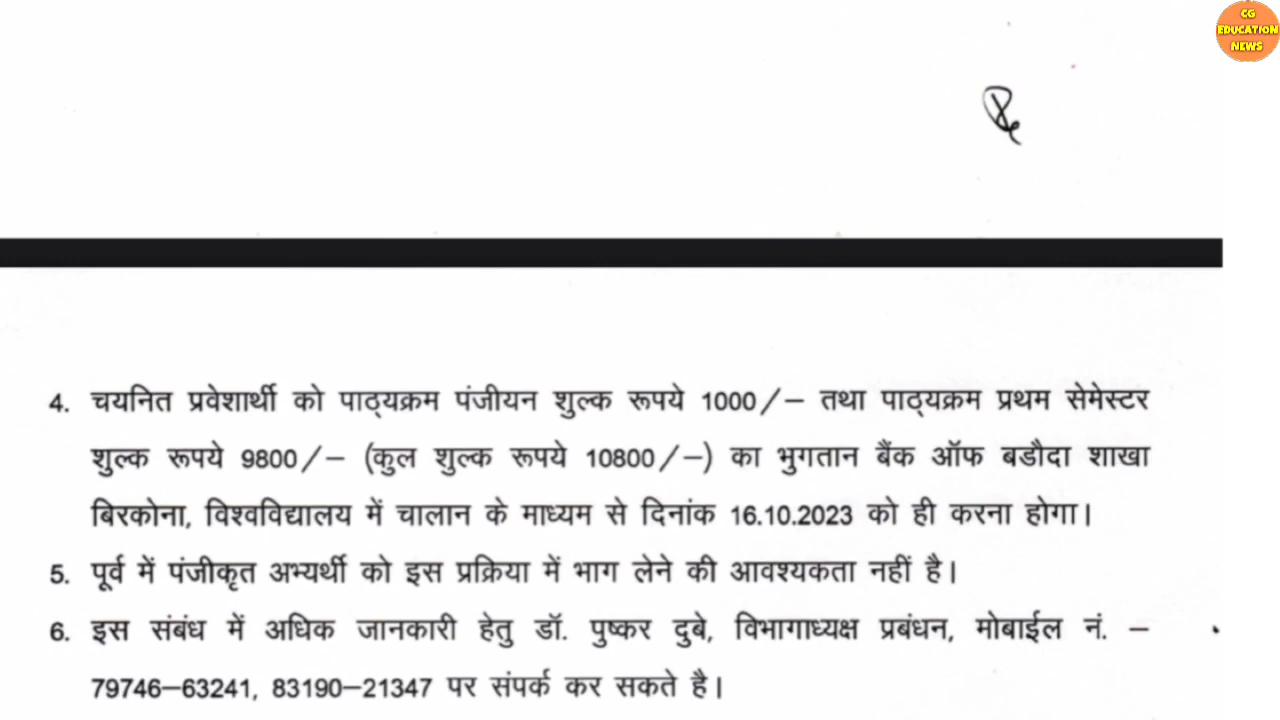 CG
EDUCATION
NEWS
4. चयनित प्रवेशार्थी को पाठ्यक्रम पंजीयन शुल्क रूपये 1000/– तथा पाठ्यक्रम प्रथम सेमेस्टर
शुल्क रूपये 9800/– (कुल शुल्क रूपये 10800/–) का भुगतान बैंक ऑफ बडौदा शाखा
बिरकोना, विश्वविद्यालय में चालान के माध्यम से दिनांक 16.10.2023 को ही करना होगा।
5. पूर्व में पंजीकृत अभ्यर्थी को इस प्रक्रिया में भाग लेने की आवश्यकता नहीं है।
6. इस संबंध में अधिक जानकारी हेतु डॉ. पुष्कर दुबे, विभागाध्यक्ष प्रबंधन, मोबाईल नं. –
79746–63241, 83190–21347 पर संपर्क कर सकते है।